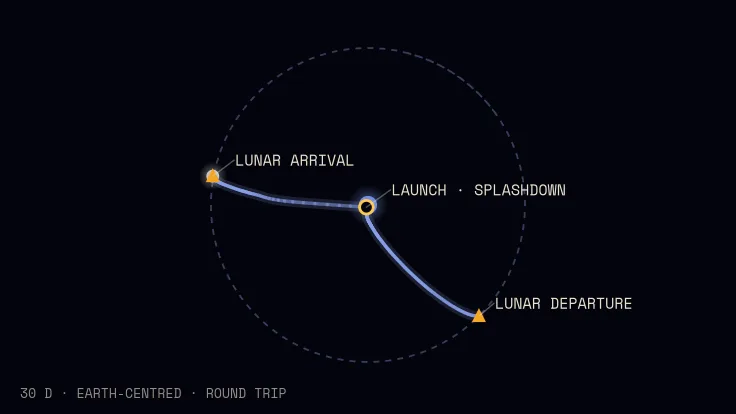 LUNAR ARRIVAL
LAUNCH · SPLASHDOWN
LUNAR DEPARTURE
30 D · EARTH-CENTRED · ROUND TRIP